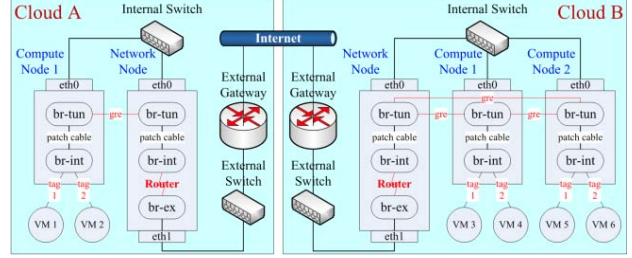 Cloud A
Internal Switch
Internal Switch
Cloud B
Compute
Node 1
Network
Node
Internet
Network
Node
Compute
Node 1
Compute
Node 2
eth0
eth0
External
Gateway
External
Gateway
eth0
eth0
eth0
br-tun
gre
br-tun
gre
br-tun
gre
br-tun
gre
br-tun
patch cable
patch cable
patch cable
patch cable
patch cable
br-int
br-int
br-int
br-int
br-int
External
Switch
External
Switch
tag
1
tag
2
Router
Router
tag
1
tag
2
tag
1
tag
2
br-ex
br-ex
VM 1
VM 2
VM 3
VM 4
VM 5
VM 6
eth1
eth1